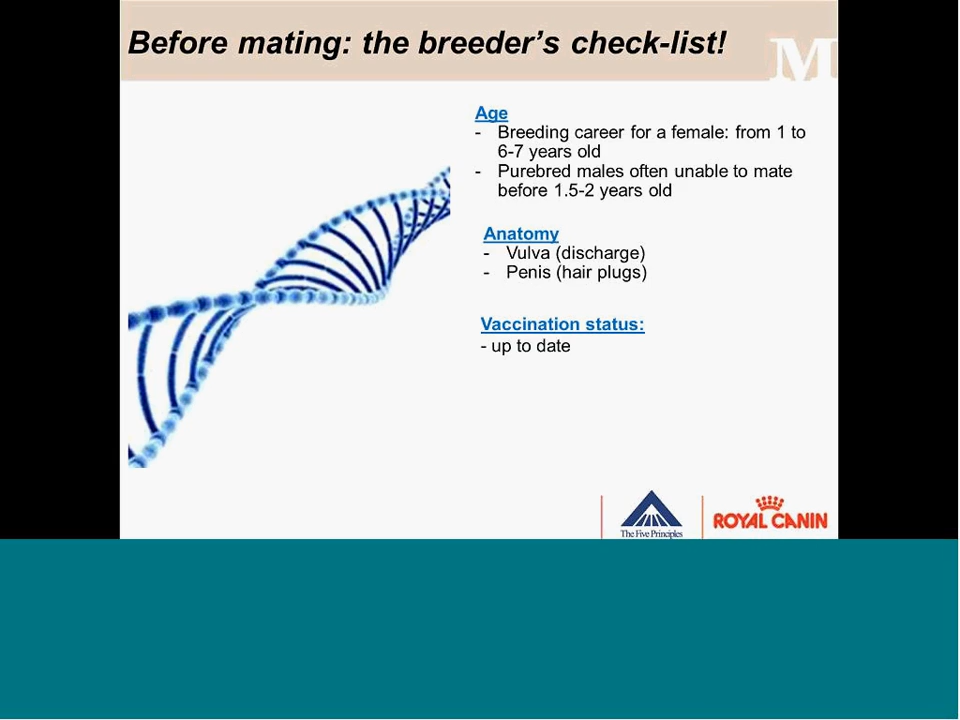 Before mating: the breeder's check-list!
M
Age
- Breeding career for a female: from 1 to
6-7 years old
- Purebred males often unable to mate
before 1.5-2 years old
Anatomy
- Vulva (discharge)
- Penis (hair plugs)
Vaccination status:
- up to date
The Five Principles
ROYAL CANIN